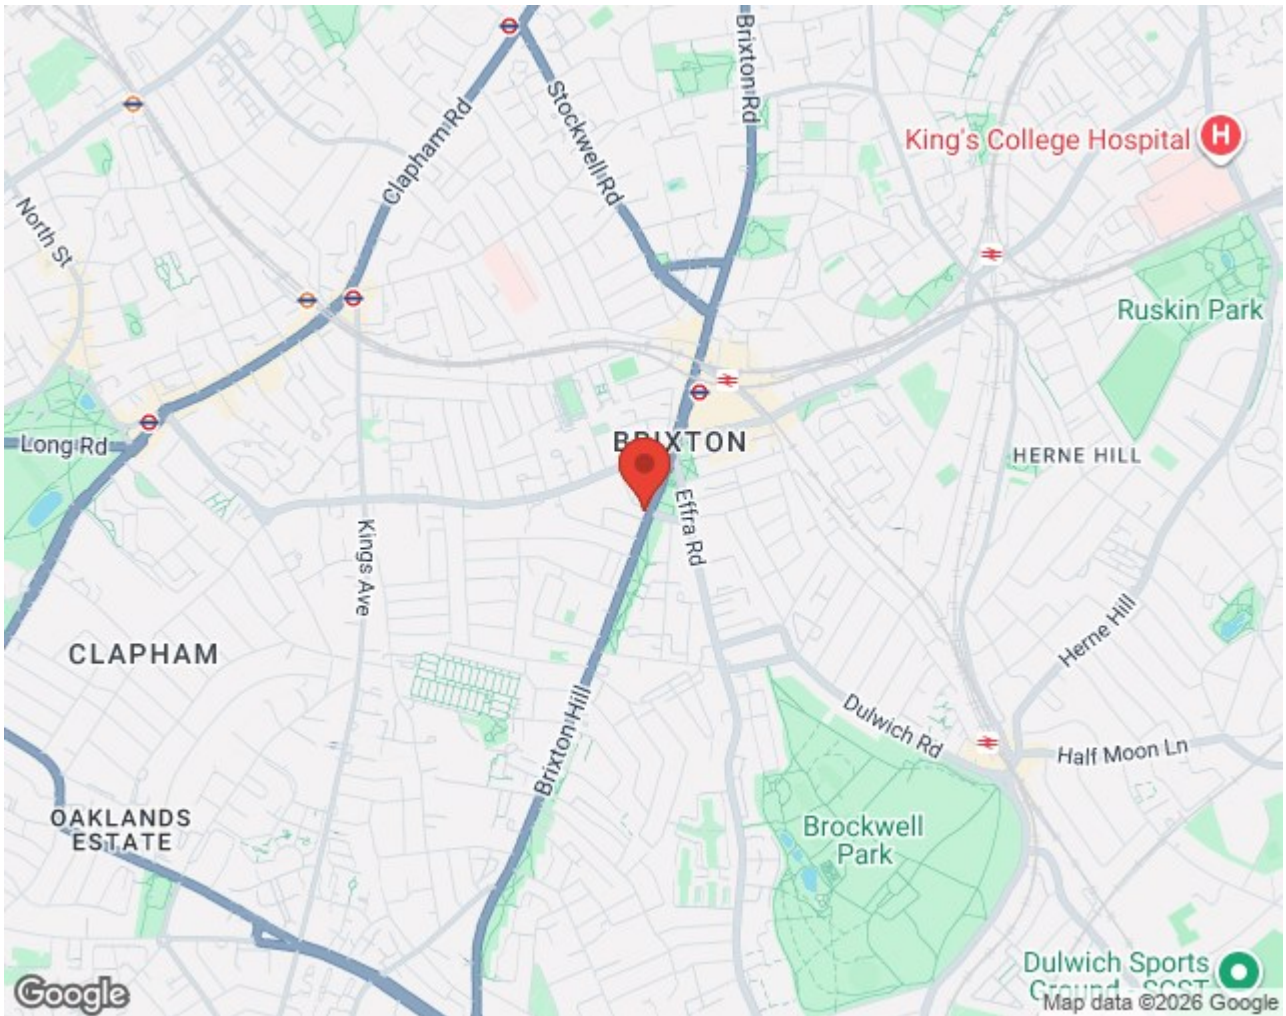 Brixton Rd
Clapham Rd
Stockwell Rd
King's College Hospital
H
North St
Ruskin Park
Long Rd
BRIXTON
HERNE HILL
Effra Rd
Kings Ave
Herne Hill
CLAPHAM
Brixton Hill
Dulwich Rd
Half Moon Ln
OAKLANDS
ESTATE
Brockwell
Park
Dulwich Sports
Ground - SCST
Google
Map data ©2026 Google